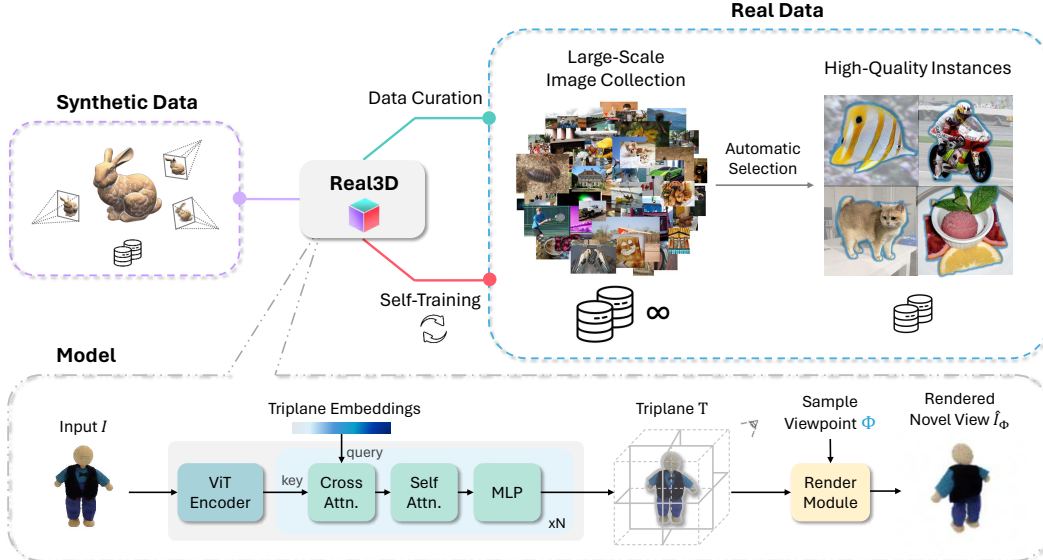 Real Data
Synthetic Data
Data Curation
Large-Scale
Image Collection
High-Quality Instances
Automatic
Selection
Real3D
Self-Training
∞
Model
Input I
Triplane Embeddings
query
key
ViT
Encoder
Cross
Attn.
Self
Attn.
MLP
xN
Triplane T
Sample
Viewpoint Φ
Render
Module
Rendered
Novel View Î_Φ